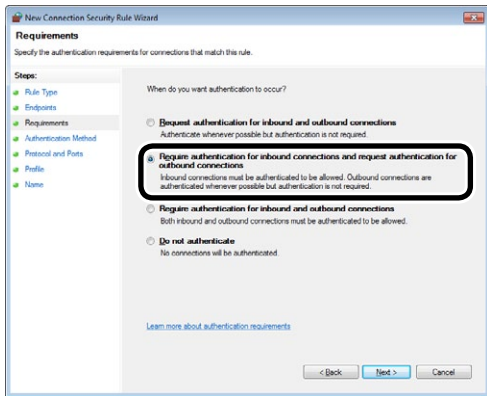 New Connection Security Rule Wizard
Requirements
Specify the authentication requirements for connections that match this rule.
Steps:
Rule Type
Endpoints
Requirements
Authentication Method
Protocol and Ports
Profile
Name
When do you want authentication to occur?
Request authentication for inbound and outbound connections
Authenticate whenever possible but authentication is not required.
Require authentication for inbound connections and request authentication for
outbound connections
Inbound connections must be authenticated to be allowed. Outbound connections are
authenticated whenever possible but authentication is not required.
Require authentication for inbound and outbound connections
Both inbound and outbound connections must be authenticated to be allowed.
Do not authenticate
No connections will be authenticated.
Learn more about authentication requirements
< Back
Next >
Cancel